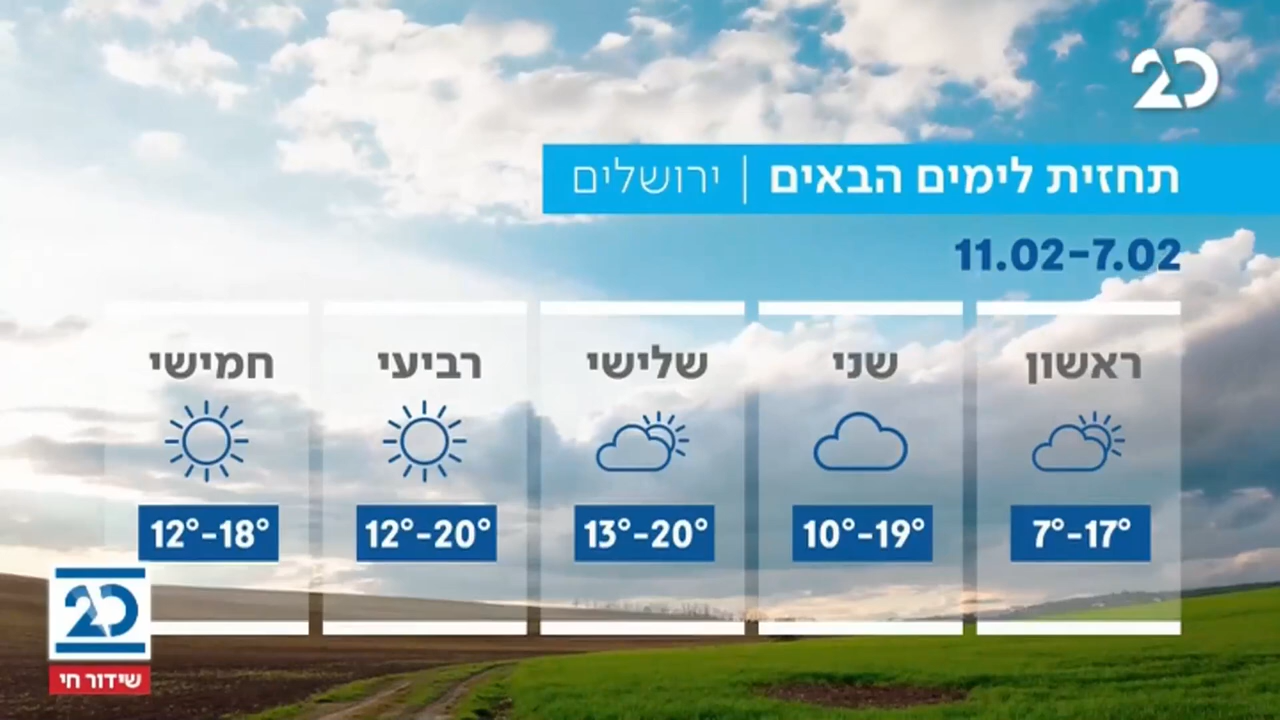 20
תחזית לימים הבאים | ירושלים
11.02-7.02
ראשון
7°-17°
שני
10°-19°
שלישי
13°-20°
רביעי
12°-20°
חמישי
12°-18°
20
שידור חי